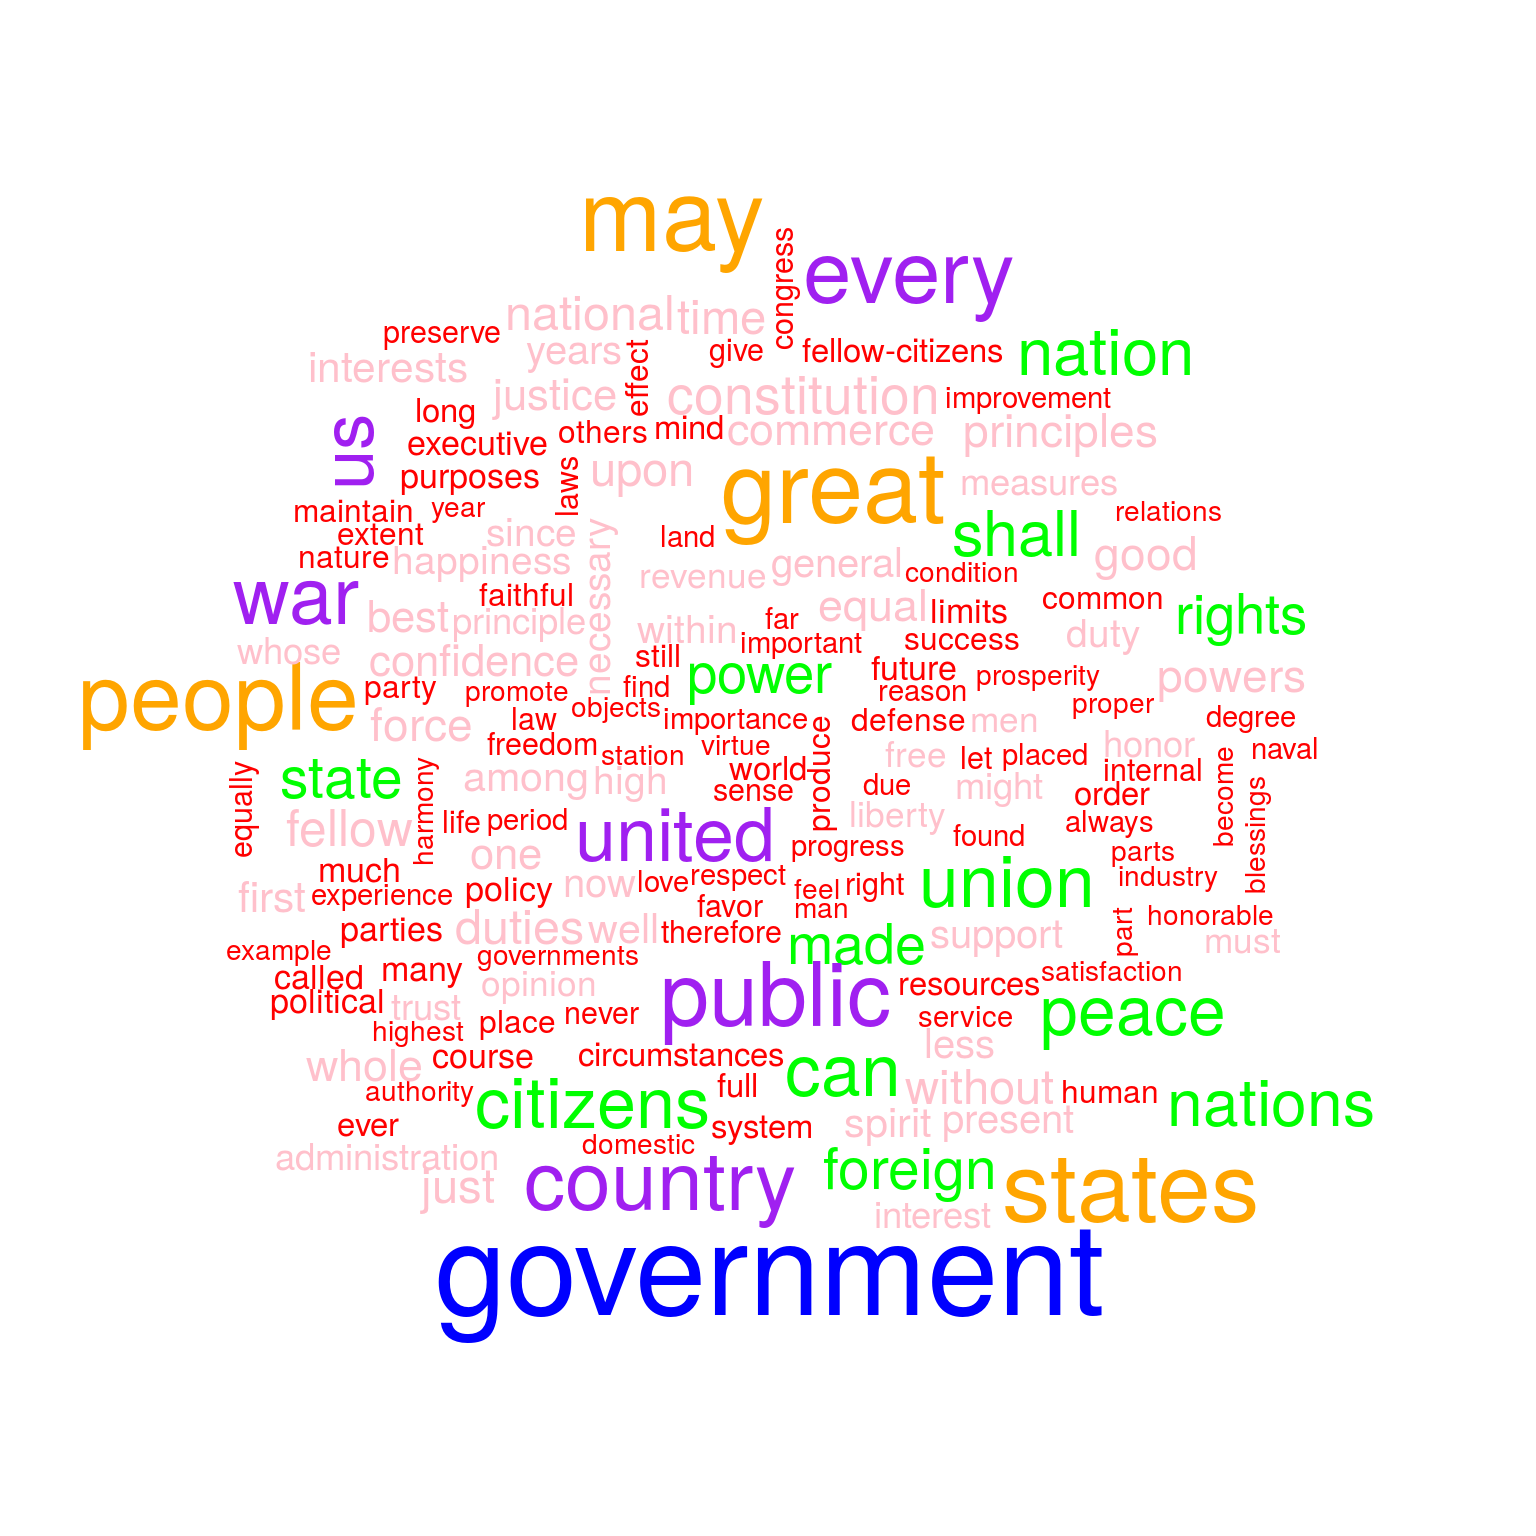 may
congress
every
national
time
preserve
years
effect
give
fellow-citizens
nation
interests
justice
constitution
improvement
us
long
executive
others
mind
commerce
principles
purposes
laws
upon
great
measures
maintain
year
since
necessary
land
shall
relations
extent
nature
happiness
revenue
general
condition
good
war
faithful
best
principle
within
far
equal
limits
common
rights
important
success
duty
whose
confidence
still
power
future
prosperity
powers
people
party
promote
find
reason
proper
objects
force
law
importance
produce
defense
men
degree
freedom
station
virtue
free
let
placed
honor
naval
state
equally
harmony
among
high
world
sense
due
might
internal
order
become
blessings
fellow
life
period
united
liberty
always
progress
found
parts
much
one
industry
first
experience
policy
now
love
respect
feel
right
union
favor
man
part
honorable
parties
duties
well
therefore
made
support
must
example
governments
called
many
opinion
public
resources
satisfaction
political
trust
highest
place
never
service
peace
whole
course
circumstances
can
less
authority
citizens
full
without
human
nations
ever
system
spirit
present
administration
domestic
just
country
foreign
states
interest
government